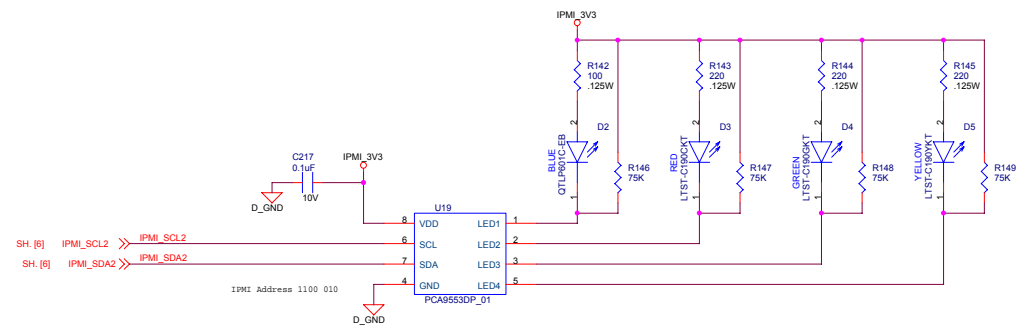 IPMI_3V3
R142
100
.125W
R143
220
.125W
R144
220
.125W
R145
220
.125W
2
D2
2
D3
2
D4
2
D5
BLUE
QTLP601C-EB
RED
LTST-C190CKT
GREEN
LTST-C190GKT
YELLOW
LTST-C190YKT
1
1
1
1
R146
75K
R147
75K
R148
75K
R149
75K
C217
0.1uF
10V
IPMI_3V3
D_GND
U19
8 VDD LED1 1
SH. [6] IPMI_SCL2 IPMI_SCL2 6 SCL LED2 2
SH. [6] IPMI_SDA2 IPMI_SDA2 7 SDA LED3 3
4 GND LED4 5
IPMI Address 1100 010
PCA9553DP_01
D_GND